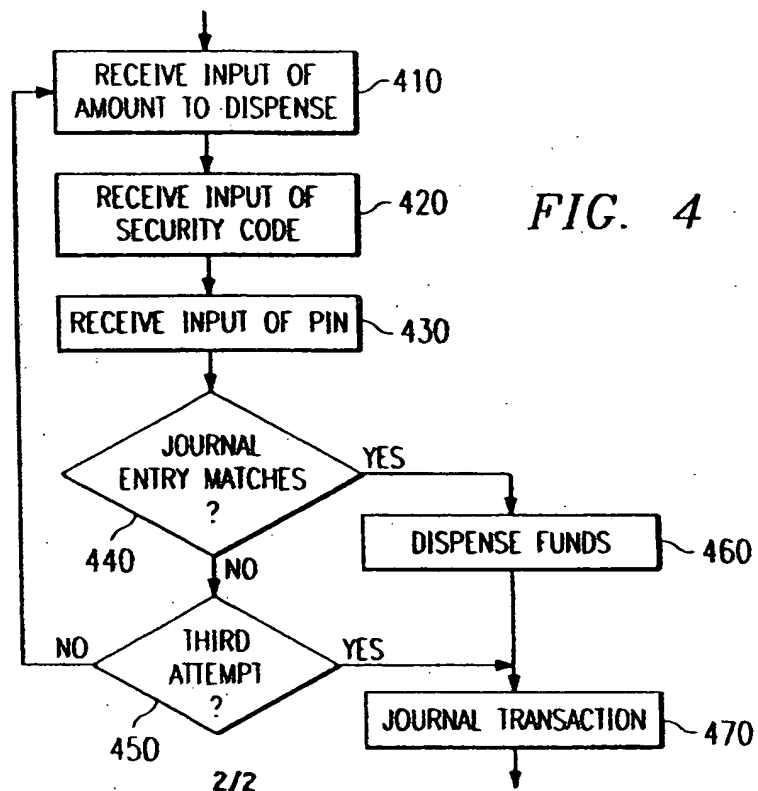 RECEIVE INPUT OF
AMOUNT TO DISPENSE
410
RECEIVE INPUT OF
SECURITY CODE
420
FIG. 4
RECEIVE INPUT OF PIN
430
JOURNAL
ENTRY MATCHES
?
YES
440
NO
DISPENSE FUNDS
460
NO
THIRD
ATTEMPT
?
YES
450
JOURNAL TRANSACTION
470
2/2